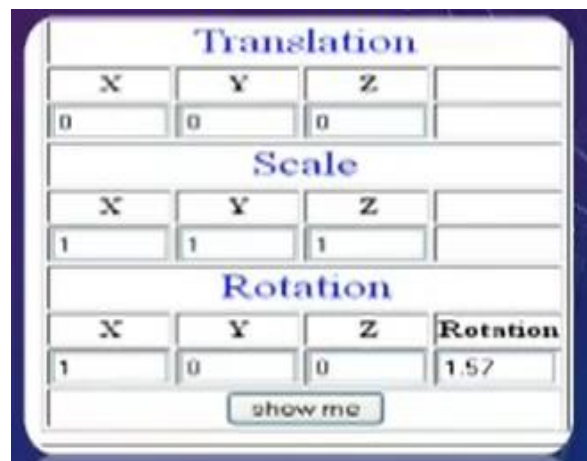 Translation
X Y Z
0 0 0
Scale
X Y Z
1 1 1
Rotation
X Y Z Rotation
1 0 0 1.57
show me